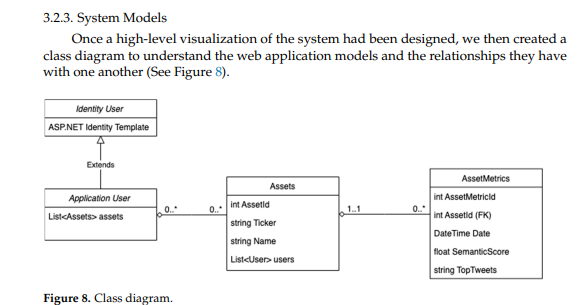 3.2.3. System Models
Once a high-level visualization of the system had been designed, we then created a
class diagram to understand the web application models and the relationships they have
with one another (See Figure 8).
Identity User
ASP.NET Identity Template
Extends
Application User
List<Assets> assets
0..*
0..*
Assets
int AssetId
string Ticker
string Name
List<User> users
1..1
0..*
AssetMetrics
int AssetMetricId
int AssetId (FK)
DateTime Date
float SemanticScore
string TopTweets
Figure 8. Class diagram.